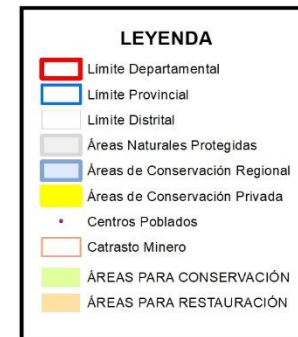 LEYENDA
Límite Departamental
Límite Provincial
Límite Distrital
Áreas Naturales Protegidas
Áreas de Conservación Regional
Áreas de Conservación Privada
Centros Poblados
Catrasto Minero
ÁREAS PARA CONSERVACIÓN
ÁREAS PARA RESTAURACIÓN